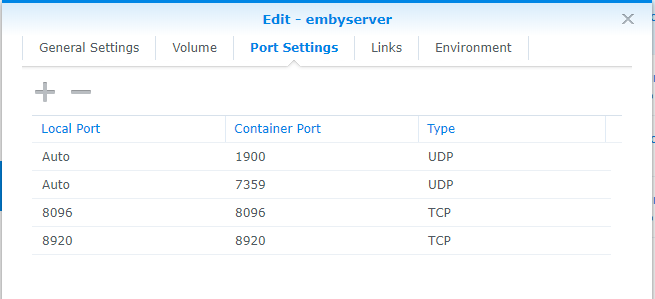 Edit - embyserver
General Settings Volume Port Settings Links Environment
Local Port Container Port Type
Auto 1900 UDP
Auto 7359 UDP
8096 8096 TCP
8920 8920 TCP